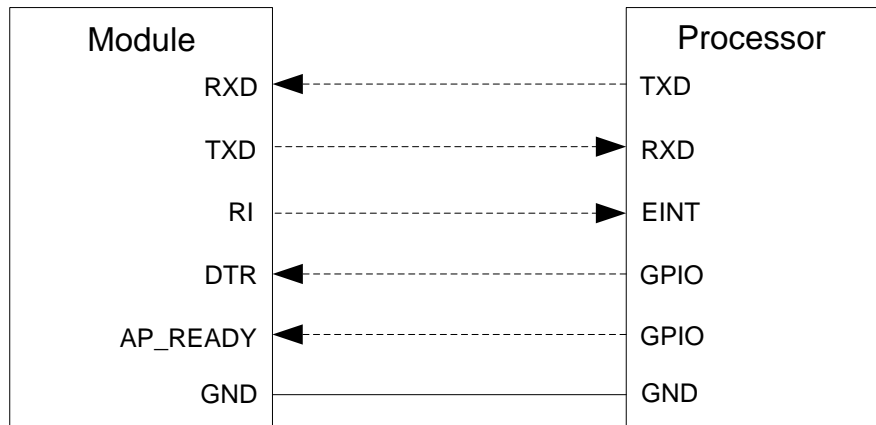 Module Processor
RXD TXD
TXD RXD
RI EINT
DTR GPIO
AP_READY GPIO
GND GND